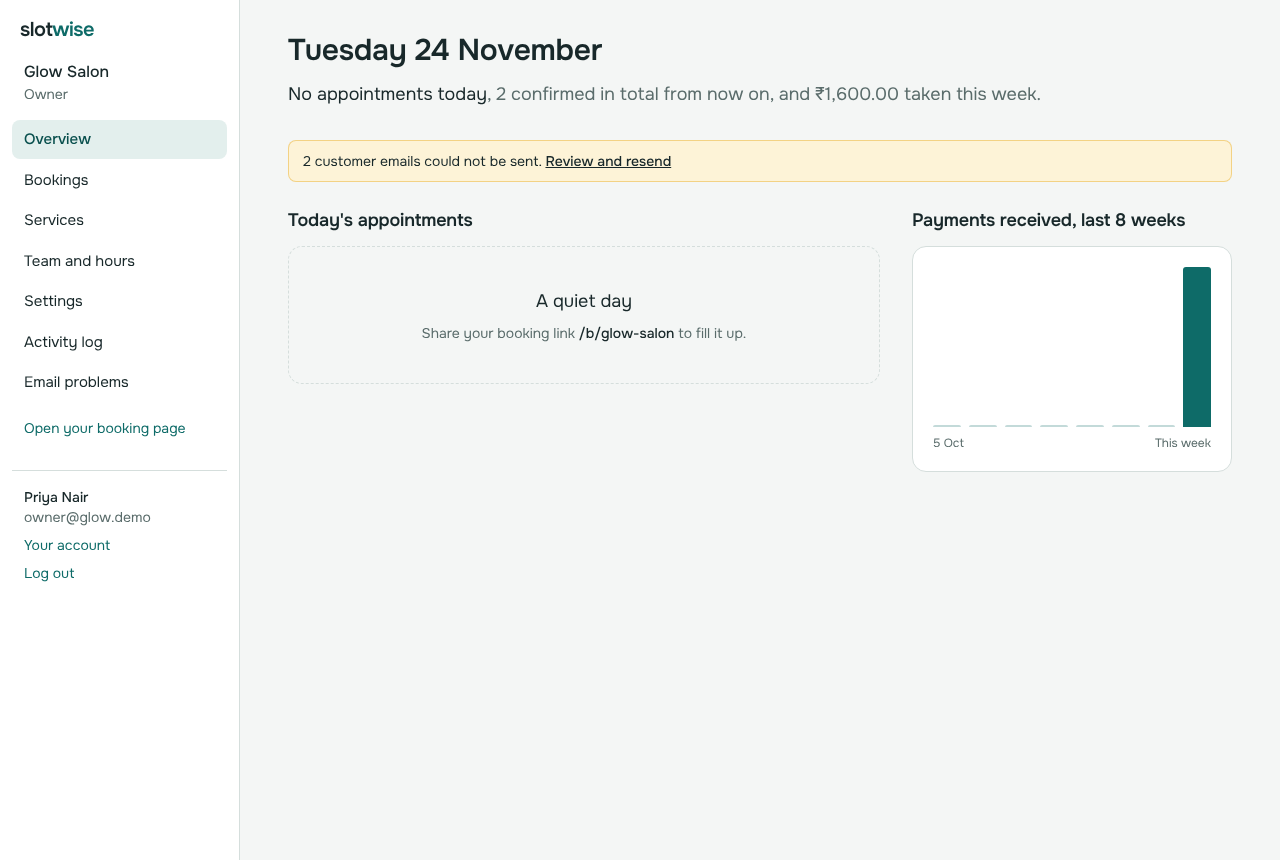 slotwise
Glow Salon
Owner
Overview
Bookings
Services
Team and hours
Settings
Activity log
Email problems
Open your booking page
Priya Nair
owner@glow.demo
Your account
Log out
Tuesday 24 November
No appointments today, 2 confirmed in total from now on, and ₹1,600.00 taken this week.
2 customer emails could not be sent. Review and resend
Today's appointments
A quiet day
Share your booking link /b/glow-salon to fill it up.
Payments received, last 8 weeks
5 Oct This week